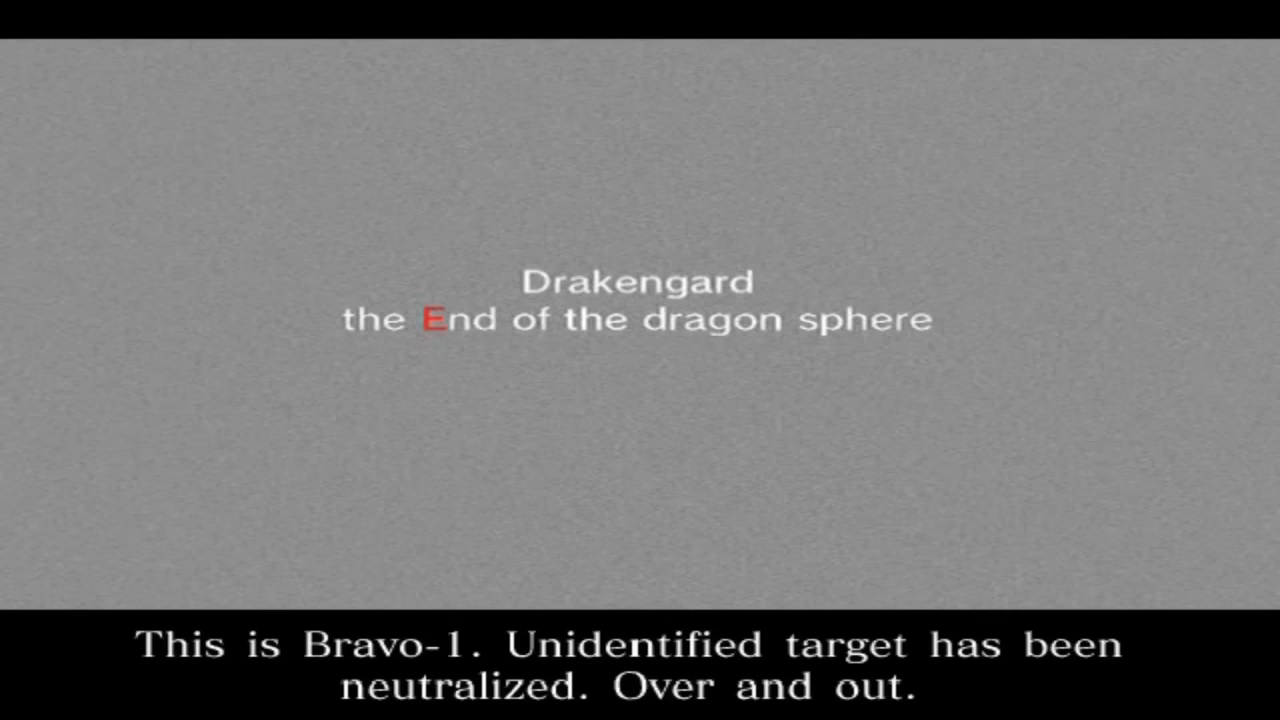 Drakengard
the End of the dragon sphere
This is Bravo-1. Unidentified target has been
neutralized. Over and out.